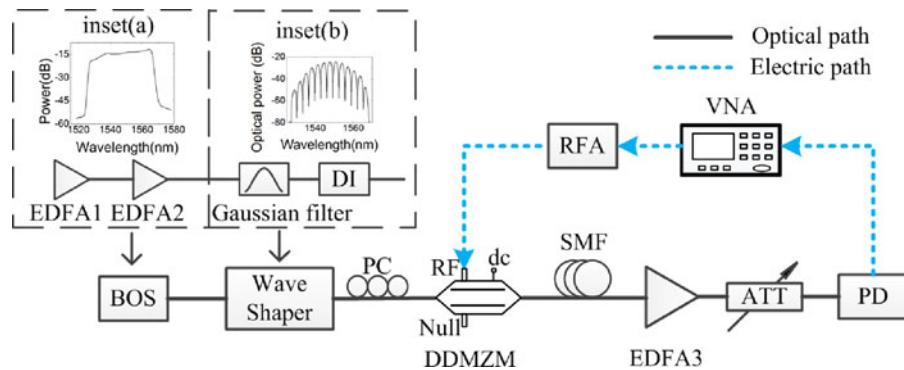 inset(a)
inset(b)
Power(dB)
-15
-30
-45
-60
1520 1540 1560 1580
Wavelength(nm)
Optical power (dB)
-20
-40
-60
-80
1540 1560
Wavelength(nm)
EDFA1 EDFA2 Gaussian filter DI
Optical path
Electric path
VNA
RFA
BOS
Wave
Shaper
PC
RF
dc
Null
DDMZM
SMF
EDFA3
ATT
PD